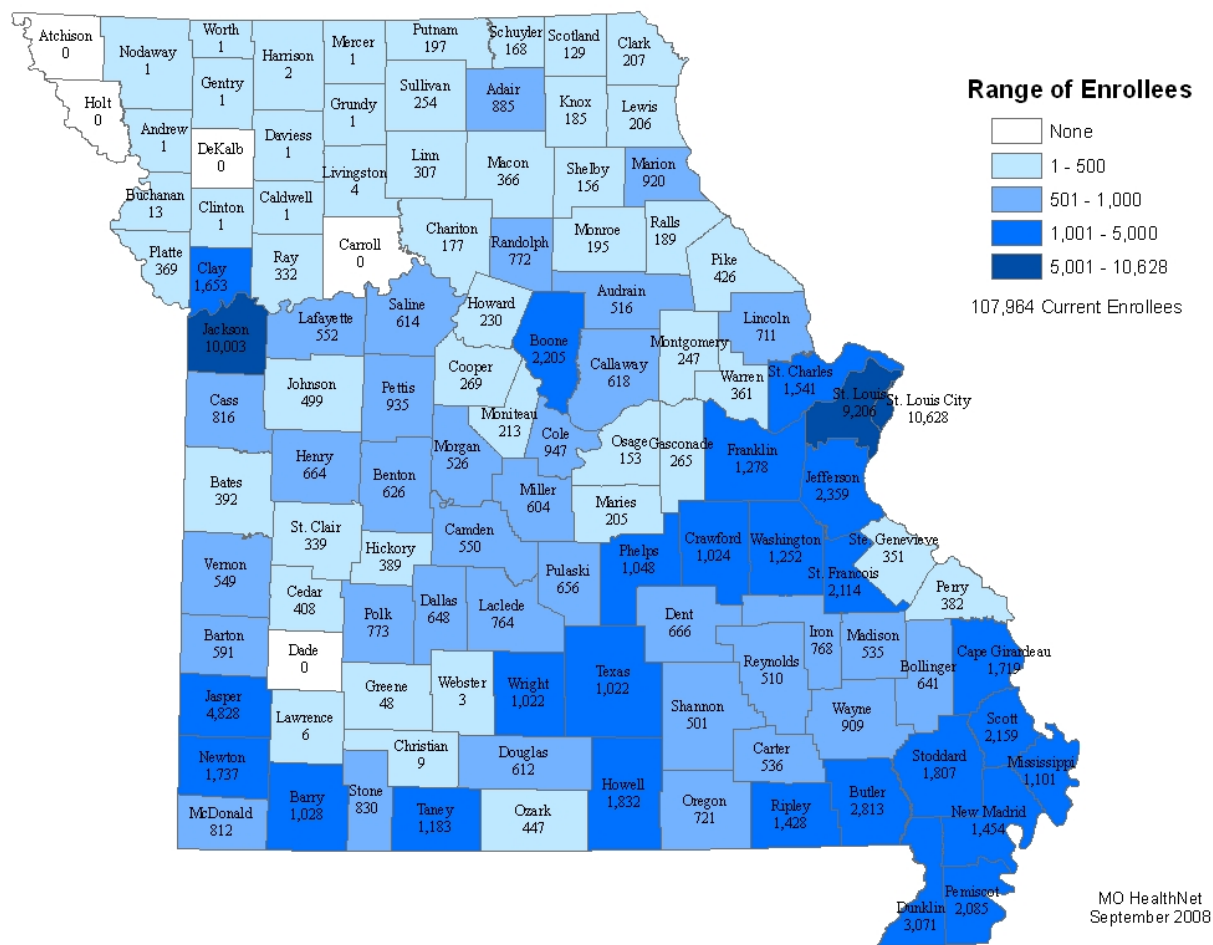 Atchison
0
Nodaway
1
Worth
1
Harrison
2
Mercer
1
Putnam
197
Schuyler
168
Scotland
129
Clark
207
Holt
0
Gentry
1
Grundy
1
Sullivan
254
Adair
885
Knox
185
Lewis
206
Andrew
1
DeKalb
0
Daviess
1
Livingston
4
Linn
307
Macon
366
Shelby
156
Marion
920
Buchanan
13
Clinton
1
Caldwell
1
Carroll
0
Chariton
177
Randolph
772
Monroe
195
Ralls
189
Platte
369
Clay
1,653
Ray
332
Pike
426
Jackson
10,003
Lafayette
552
Saline
614
Howard
230
Boone
2,205
Audrain
516
Lincoln
711
Callaway
618
Montgomery
247
Warren
361
St. Charles
1,541
St. Louis
9,206
St. Louis City
10,628
Cass
816
Johnson
499
Pettis
935
Cooper
269
Moniteau
213
Cole
947
Osage
153
Gasconade
265
Franklin
1,278
Jefferson
2,359
Bates
392
Henry
664
Benton
626
Morgan
526
Miller
604
Maries
205
St. Clair
339
Hickory
389
Camden
550
Pulaski
656
Phelps
1,048
Crawford
1,024
Washington
1,252
St. Francois
2,114
Ste. Genevieve
351
Perry
382
Vernon
549
Cedar
408
Polk
773
Dallas
648
Laclede
764
Dent
666
Iron
768
Madison
535
Bollinger
641
Cape Girardeau
1,719
Barton
591
Dade
0
Greene
48
Webster
3
Wright
1,022
Texas
1,022
Reynolds
510
Shannon
501
Wayne
909
Jasper
4,828
Lawrence
6
Christian
9
Douglas
612
Carter
536
Stoddard
1,807
Scott
2,159
Mississippi
1,101
Newton
1,737
Barry
1,028
Stone
830
Taney
1,183
Ozark
447
Howell
1,832
Oregon
721
Ripley
1,428
Butler
2,813
New Madrid
1,454
McDonald
812
Dunklin
3,071
Pemiscot
2,085
Range of Enrollees
None
1 - 500
501 - 1,000
1,001 - 5,000
5,001 - 10,628
107,964 Current Enrollees
MO HealthNet
September 2008